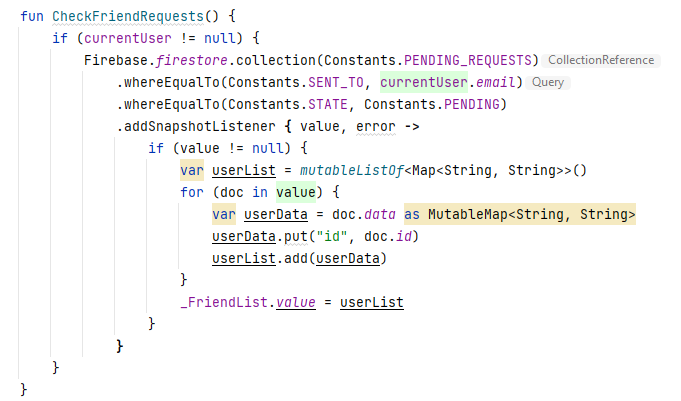 fun CheckFriendRequests() {
    if (currentUser != null) {
        Firebase.firestore.collection(Constants.PENDING_REQUESTS) CollectionReference
            .whereEqualTo(Constants.SENT_TO, currentUser.email) Query
            .whereEqualTo(Constants.STATE, Constants.PENDING)
            .addSnapshotListener { value, error ->
                if (value != null) {
                    var userList = mutableListOf<Map<String, String>>()
                    for (doc in value) {
                        var userData = doc.data as MutableMap<String, String>
                        userData.put("id", doc.id)
                        userList.add(userData)
                    }
                    _FriendList.value = userList
                }
            }
    }
}